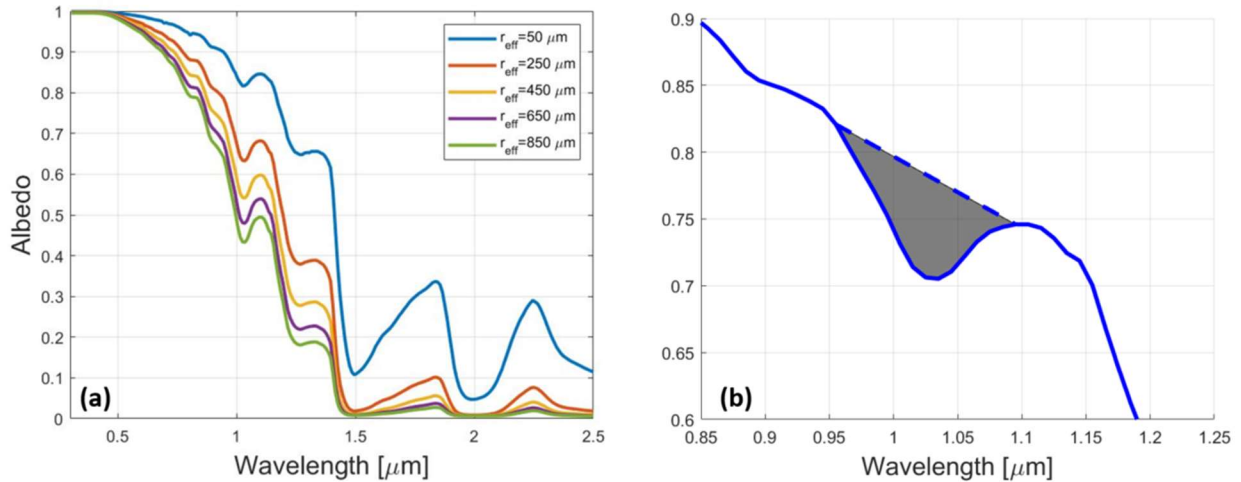 1
0.9
0.8
0.7
0.6
0.5
0.4
0.3
0.2
0.1
0
Albedo
r_eff=50 μm
r_eff=250 μm
r_eff=450 μm
r_eff=650 μm
r_eff=850 μm
(a)
0.5 1 1.5 2 2.5
Wavelength [μm]
0.9
0.85
0.8
0.75
0.7
0.65
0.6
(b)
0.85 0.9 0.95 1 1.05 1.1 1.15 1.2 1.25
Wavelength [μm]